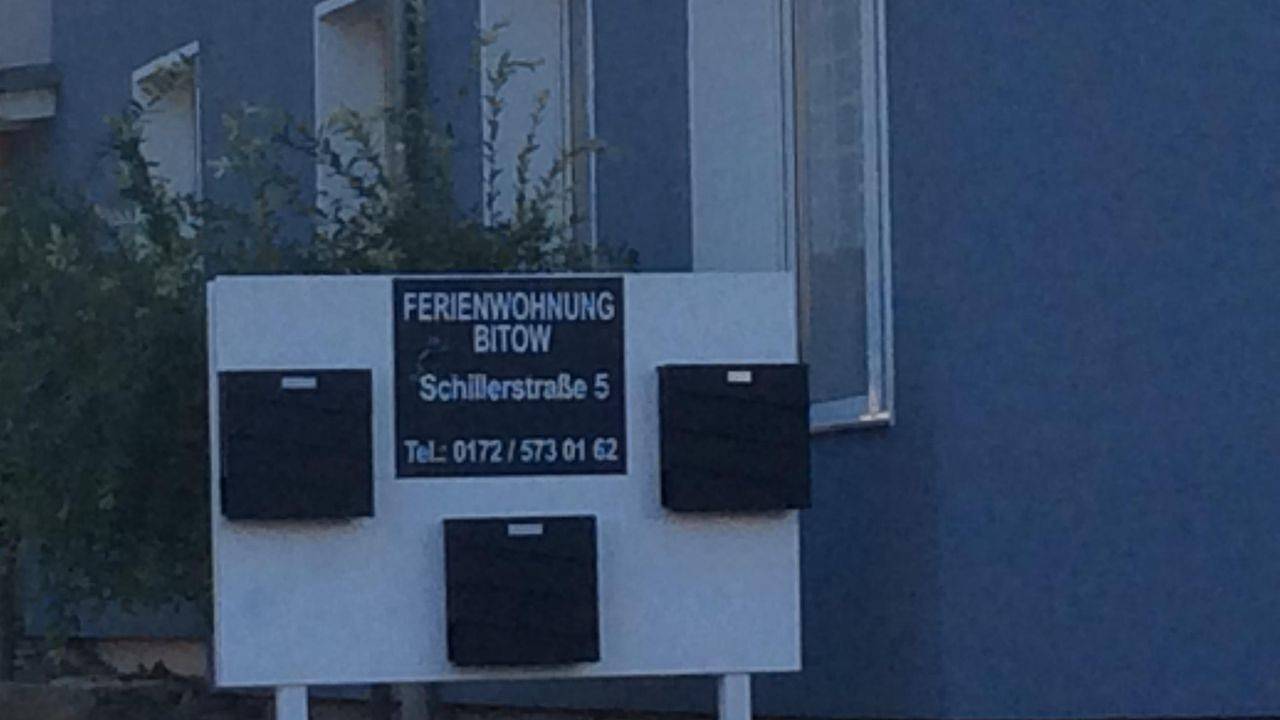 FERIENWOHNUNG
BITOW
Schillerstraße 5
Tel.: 0172 / 573 01 62